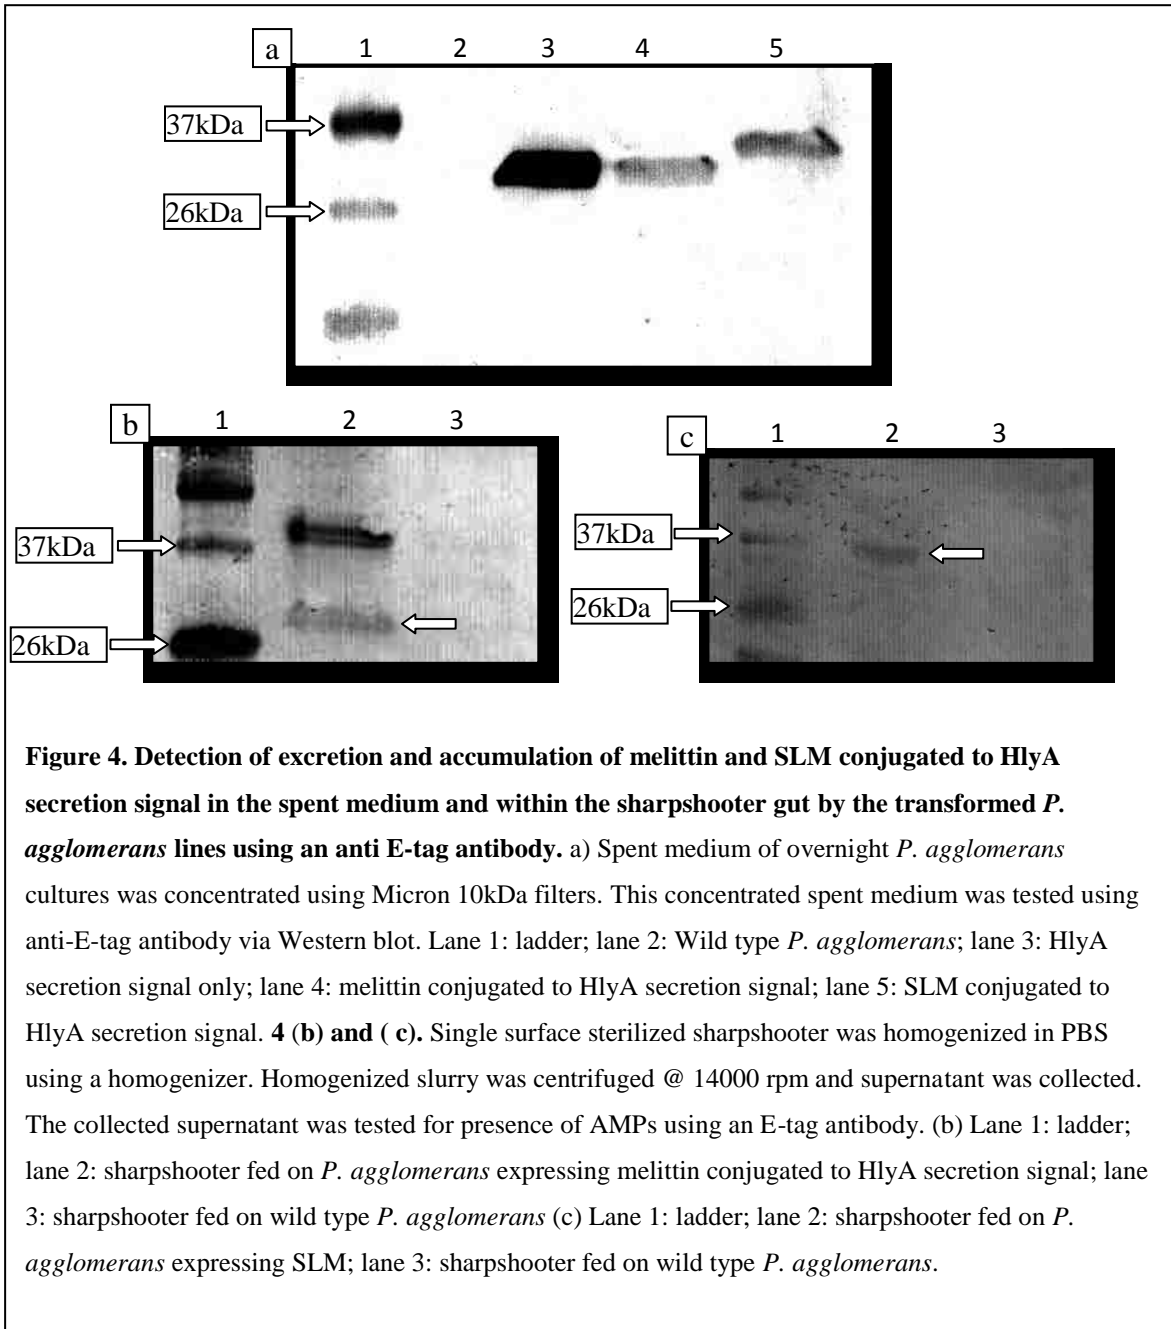 a 1 2 3 4 5
37kDa
26kDa
b 1 2 3
37kDa
26kDa
c 1 2 3
37kDa
26kDa
Figure 4. Detection of excretion and accumulation of melittin and SLM conjugated to HlyA
secretion signal in the spent medium and within the sharpshooter gut by the transformed P.
agglomerans lines using an anti E-tag antibody. a) Spent medium of overnight P. agglomerans
cultures was concentrated using Micron 10kDa filters. This concentrated spent medium was tested using
anti-E-tag antibody via Western blot. Lane 1: ladder; lane 2: Wild type P. agglomerans; lane 3: HlyA
secretion signal only; lane 4: melittin conjugated to HlyA secretion signal; lane 5: SLM conjugated to
HlyA secretion signal. 4 (b) and ( c). Single surface sterilized sharpshooter was homogenized in PBS
using a homogenizer. Homogenized slurry was centrifuged @ 14000 rpm and supernatant was collected.
The collected supernatant was tested for presence of AMPs using an E-tag antibody. (b) Lane 1: ladder;
lane 2: sharpshooter fed on P. agglomerans expressing melittin conjugated to HlyA secretion signal; lane
3: sharpshooter fed on wild type P. agglomerans (c) Lane 1: ladder; lane 2: sharpshooter fed on P.
agglomerans expressing SLM; lane 3: sharpshooter fed on wild type P. agglomerans.